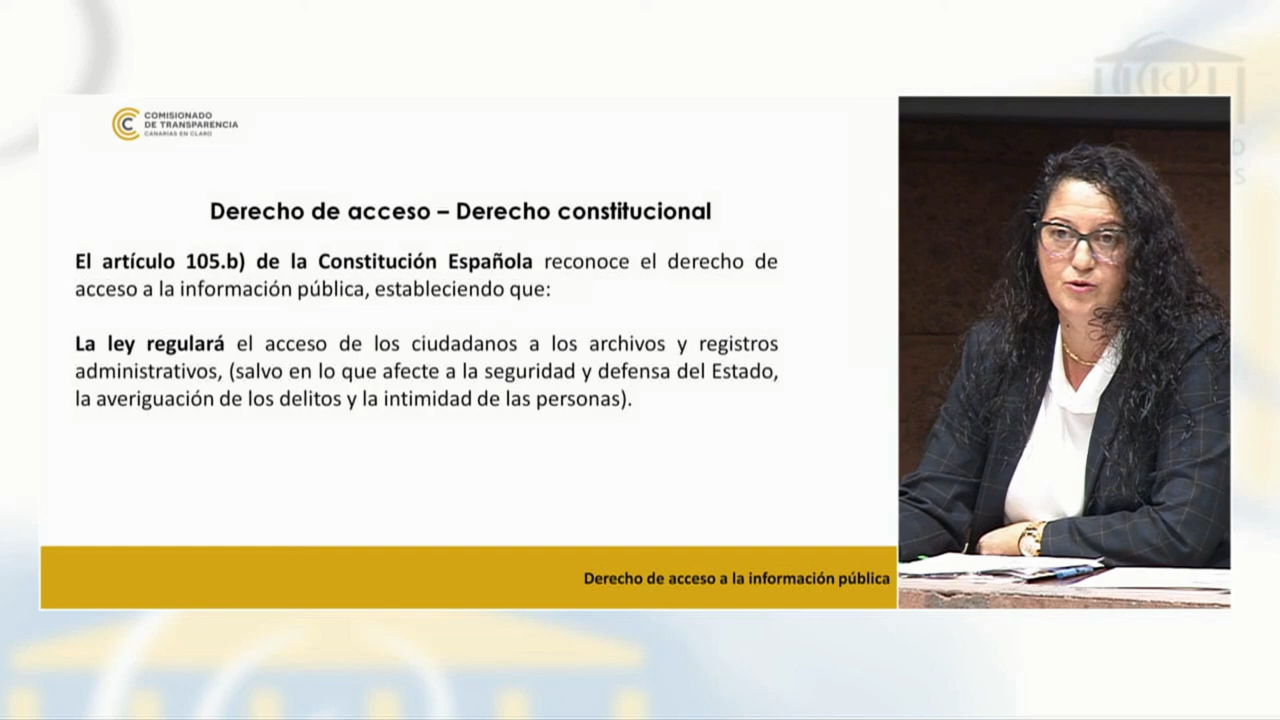 COMISIONADO
DE TRANSPARENCIA
CANARIAS EN CLARO
Derecho de acceso – Derecho constitucional
El artículo 105.b) de la Constitución Española reconoce el derecho de
acceso a la información pública, estableciendo que:
La ley regulará el acceso de los ciudadanos a los archivos y registros
administrativos, (salvo en lo que afecte a la seguridad y defensa del Estado,
la averiguación de los delitos y la intimidad de las personas).
Derecho de acceso a la información pública